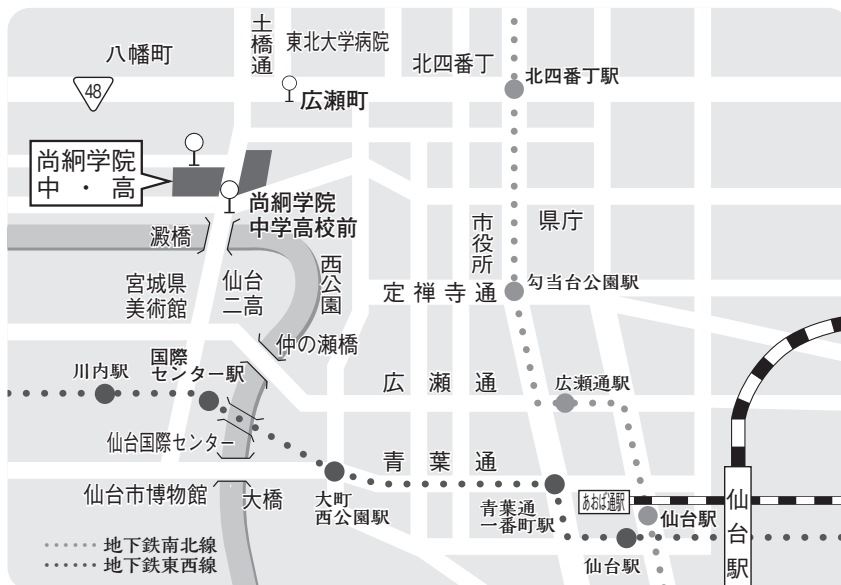 八幡町
土橋通
東北大学病院
北四番丁
北四番丁駅
48
広瀬町
尚絅学院
中・高
尚絅学院
中学高校前
澱橋
市役所
県庁
宮城県
美術館
仙台
二高
西公園
定禅寺通
勾当台公園駅
仲の瀬橋
川内駅
国際
センター駅
広瀬通
広瀬通駅
仙台国際センター
青葉通
仙台市博物館
大橋
大町
西公園駅
青葉通
一番町駅
あおば通駅
仙台駅
仙台駅
仙台駅
地下鉄南北線
地下鉄東西線